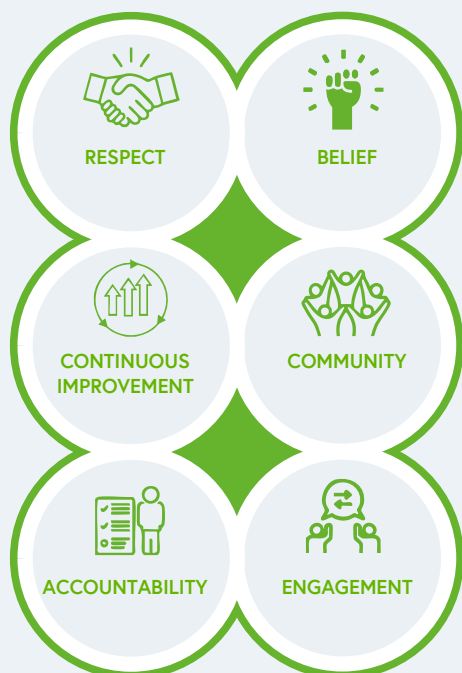 RESPECT
BELIEF
CONTINUOUS
IMPROVEMENT
COMMUNITY
ACCOUNTABILITY
ENGAGEMENT